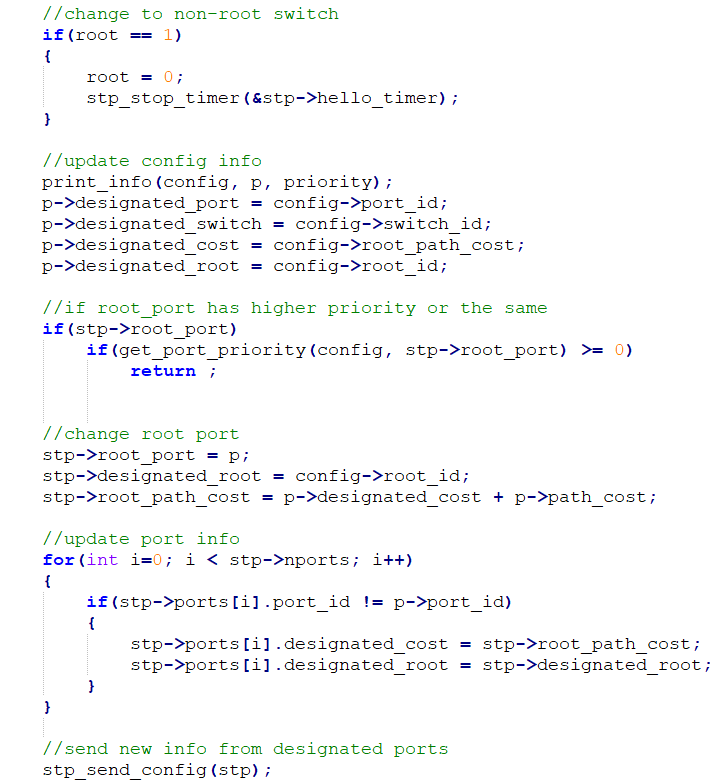 //change to non-root switch
if(root == 1)
{
    root = 0;
    stp_stop_timer(&stp->hello_timer);
}

//update config info
print_info(config, p, priority);
p->designated_port = config->port_id;
p->designated_switch = config->switch_id;
p->designated_cost = config->root_path_cost;
p->designated_root = config->root_id;

//if root_port has higher priority or the same
if(stp->root_port)
    if(get_port_priority(config, stp->root_port) >= 0)
        return ;

//change root port
stp->root_port = p;
stp->designated_root = config->root_id;
stp->root_path_cost = p->designated_cost + p->path_cost;

//update port info
for(int i=0; i < stp->nports; i++)
{
    if(stp->ports[i].port_id != p->port_id)
    {
        stp->ports[i].designated_cost = stp->root_path_cost;
        stp->ports[i].designated_root = stp->designated_root;
    }
}

//send new info from designated ports
stp_send_config(stp);